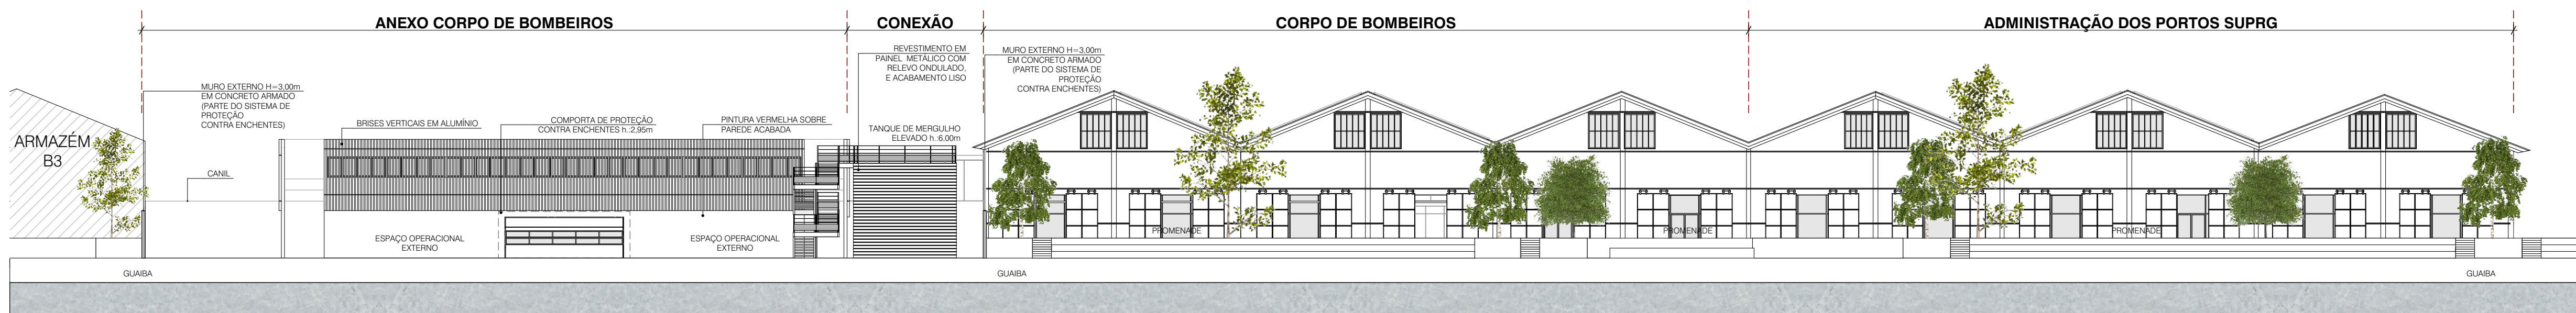 ANEXO CORPO DE BOMBEIROS
CONEXÃO
CORPO DE BOMBEIROS
ADMINISTRAÇÃO DOS PORTOS SUPRG
ARMAZÉM
B3
MURO EXTERNO H=3,00m
EM CONCRETO ARMADO
(PARTE DO SISTEMA DE
PROTEÇÃO
CONTRA ENCHENTES)
CANIL
BRISES VERTICAIS EM ALUMÍNIO
COMPORTA DE PROTEÇÃO
CONTRA ENCHENTES h.:2,95m
PINTURA VERMELHA SOBRE
PAREDE ACABADA
REVESTIMENTO EM
PAINEL METÁLICO COM
RELEVO ONDULADO,
E ACABAMENTO LISO
TANQUE DE MERGULHO
ELEVADO h.:6,00m
MURO EXTERNO H=3,00m
EM CONCRETO ARMADO
(PARTE DO SISTEMA DE
PROTEÇÃO
CONTRA ENCHENTES)
ESPAÇO OPERACIONAL
EXTERNO
ESPAÇO OPERACIONAL
EXTERNO
PROMENADE
PROMENADE
PROMENADE
GUAIBA
GUAIBA
GUAIBA